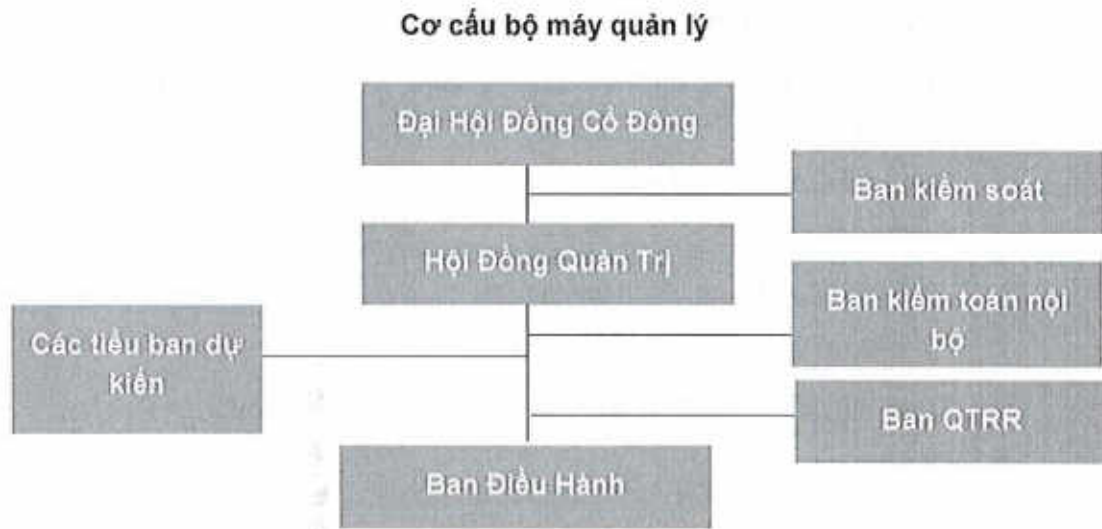 Cơ cấu bộ máy quản lý
Đại Hội Đồng Cổ Đông
Ban kiểm soát
Hội Đồng Quản Trị
Ban kiểm toán nội
bộ
Các tiểu ban dự
kiến
Ban QTRR
Ban Điều Hành